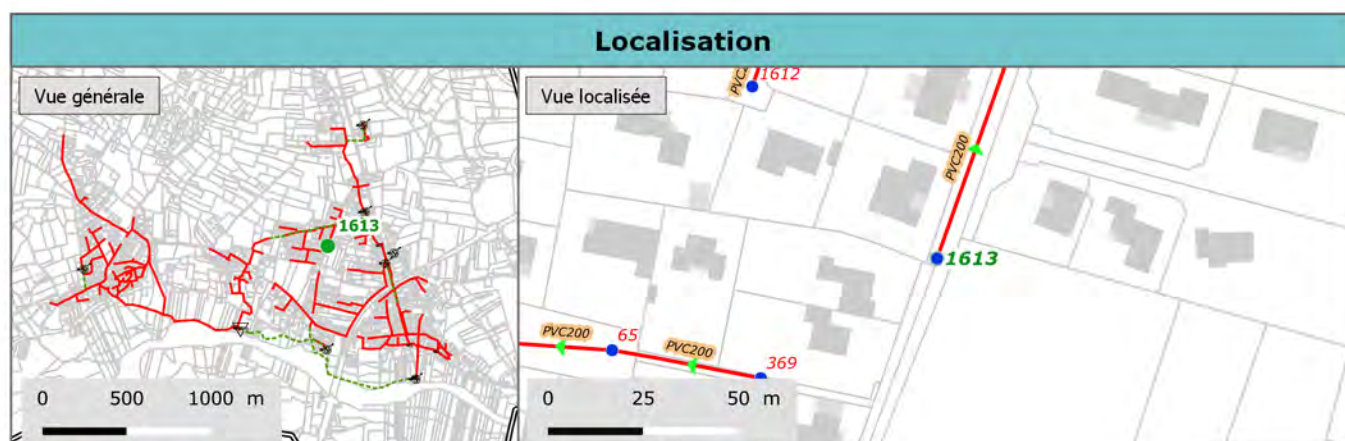 Localisation
Vue générale
1613
0 500 1000 m
Vue localisée
1612
PVC200
1613
PVC200
65
PVC200
369
0 25 50 m